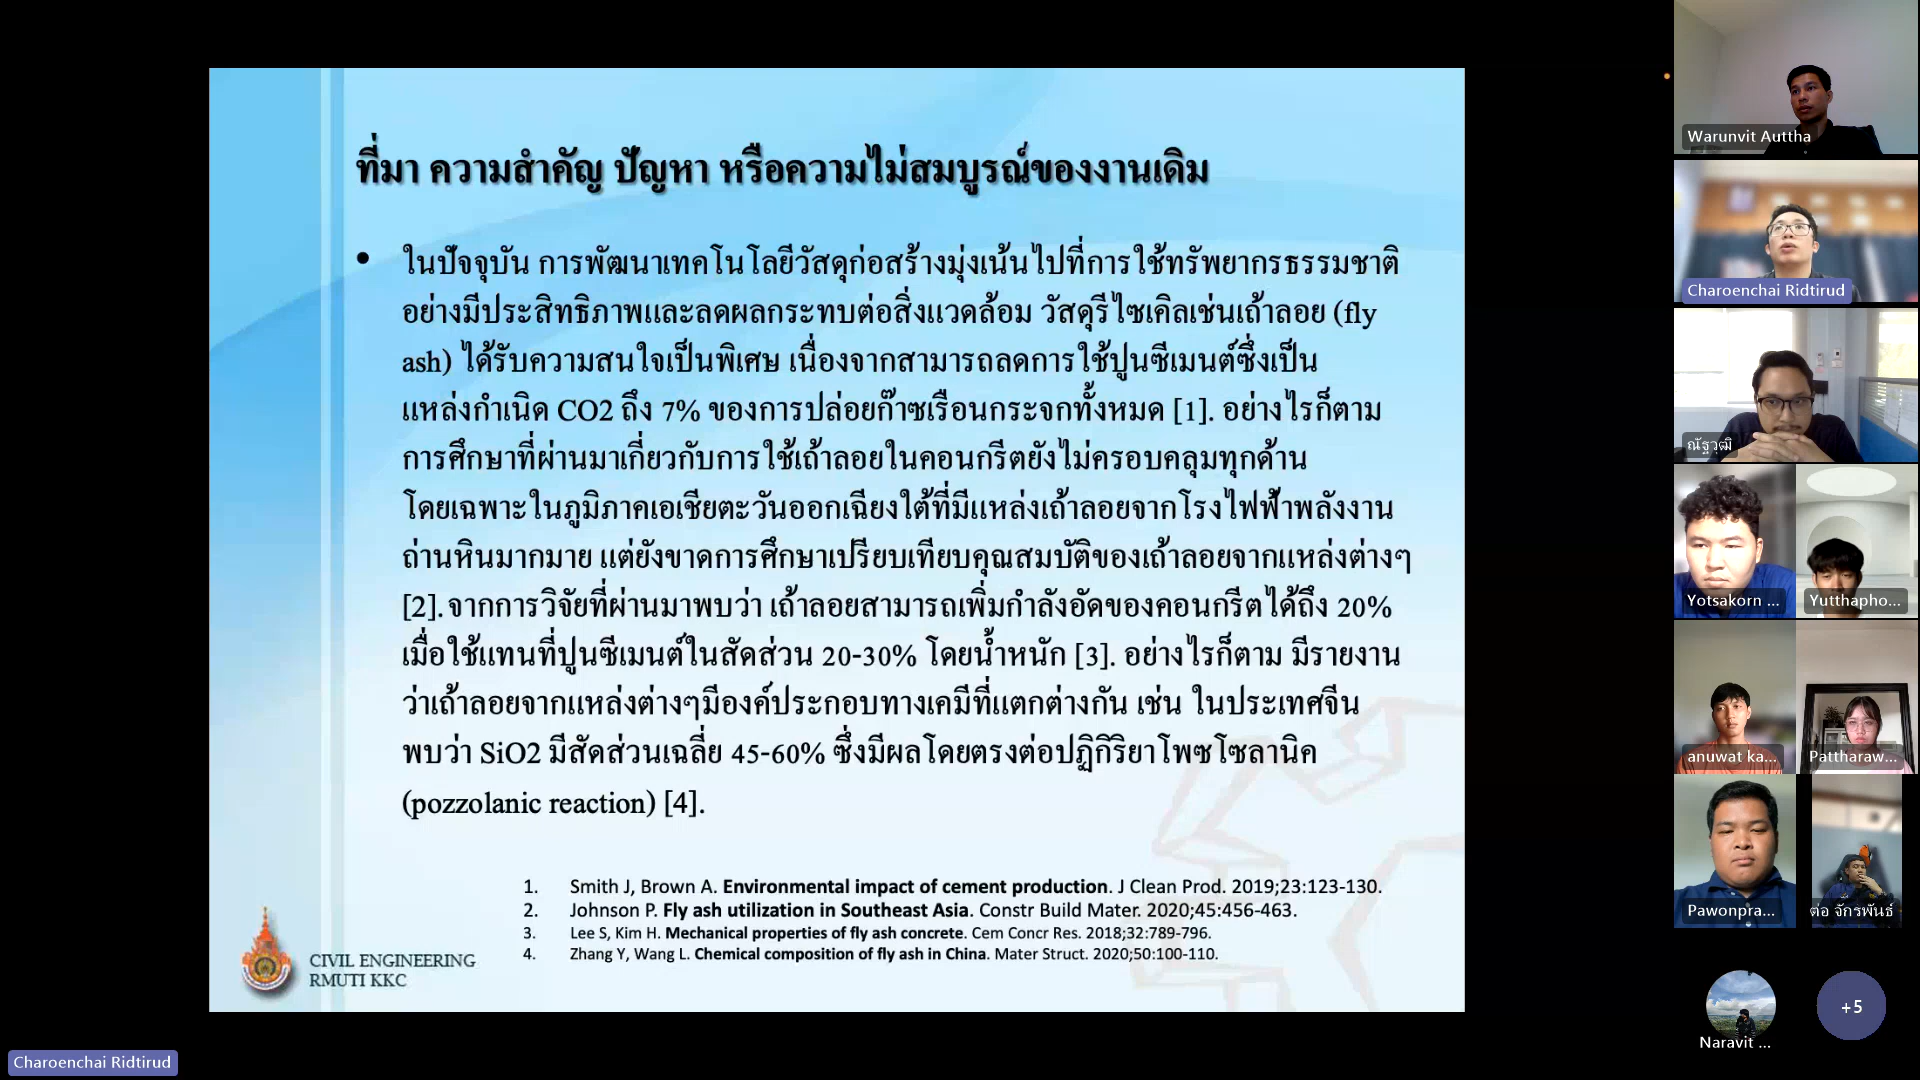 ที่มา ความสำคัญ ปัญหา หรือความไม่สมบูรณ์ของงานเดิม
• ในปัจจุบัน การพัฒนาเทคโนโลยีวัสดุก่อสร้างมุ่งเน้นไปที่การใช้ทรัพยากรธรรมชาติ
อย่างมีประสิทธิภาพและลดผลกระทบต่อสิ่งแวดล้อม วัสดุรีไซเคิลเช่นเถ้าลอย (fly
ash) ได้รับความสนใจเป็นพิเศษ เนื่องจากสามารถลดการใช้ปูนซีเมนต์ซึ่งเป็น
แหล่งกำเนิด CO2 ถึง 7% ของการปล่อยก๊าซเรือนกระจกทั้งหมด [1]. อย่างไรก็ตาม
การศึกษาที่ผ่านมาเกี่ยวกับการใช้เถ้าลอยในคอนกรีตยังไม่ครอบคลุมทุกด้าน
โดยเฉพาะในภูมิภาคเอเชียตะวันออกเฉียงใต้ที่มีแหล่งเถ้าลอยจากโรงไฟฟ้าพลังงาน
ถ่านหินมากมาย แต่ยังขาดการศึกษาเปรียบเทียบคุณสมบัติของเถ้าลอยจากแหล่งต่างๆ
[2]. จากการวิจัยที่ผ่านมาพบว่า เถ้าลอยสามารถเพิ่มกำลังอัดของคอนกรีตได้ถึง 20%
เมื่อใช้แทนที่ปูนซีเมนต์ในสัดส่วน 20-30% โดยน้ำหนัก [3]. อย่างไรก็ตาม มีรายงาน
ว่าเถ้าลอยจากแหล่งต่างๆมีองค์ประกอบทางเคมีที่แตกต่างกัน เช่น ในประเทศจีน
พบว่า SiO2 มีสัดส่วนเฉลี่ย 45-60% ซึ่งมีผลโดยตรงต่อปฏิกิริยาโพซโซลานิค
(pozzolanic reaction) [4].
1. Smith J, Brown A. Environmental impact of cement production. J Clean Prod. 2019;23:123-130.
2. Johnson P. Fly ash utilization in Southeast Asia. Constr Build Mater. 2020;45:456-463.
3. Lee S, Kim H. Mechanical properties of fly ash concrete. Cem Concr Res. 2018;32:789-796.
4. Zhang Y, Wang L. Chemical composition of fly ash in China. Mater Struct. 2020;50:100-110.
CIVIL ENGINEERING
RMUTI KKC
Charoenchai Ridtirud
Warunvit Auttha
Charoenchai Ridtirud
ณัฐวุฒิ
Yotsakorn ...
Yutthapho...
anuwat ka...
Pattharaw...
Pawonpra...
ต่อ จักรพันธ์
Naravit ...
+5